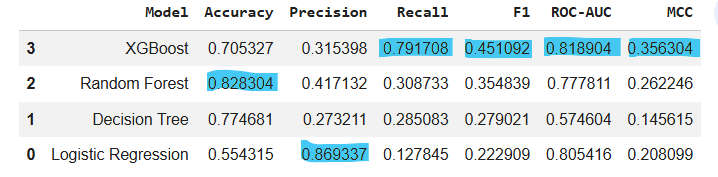 Model Accuracy Precision Recall F1 ROC-AUC MCC
3 XGBoost 0.705327 0.315398 0.791708 0.451092 0.818904 0.356304
2 Random Forest 0.828304 0.417132 0.308733 0.354839 0.777811 0.262246
1 Decision Tree 0.774681 0.273211 0.285083 0.279021 0.574604 0.145615
0 Logistic Regression 0.554315 0.869337 0.127845 0.222909 0.805416 0.208099